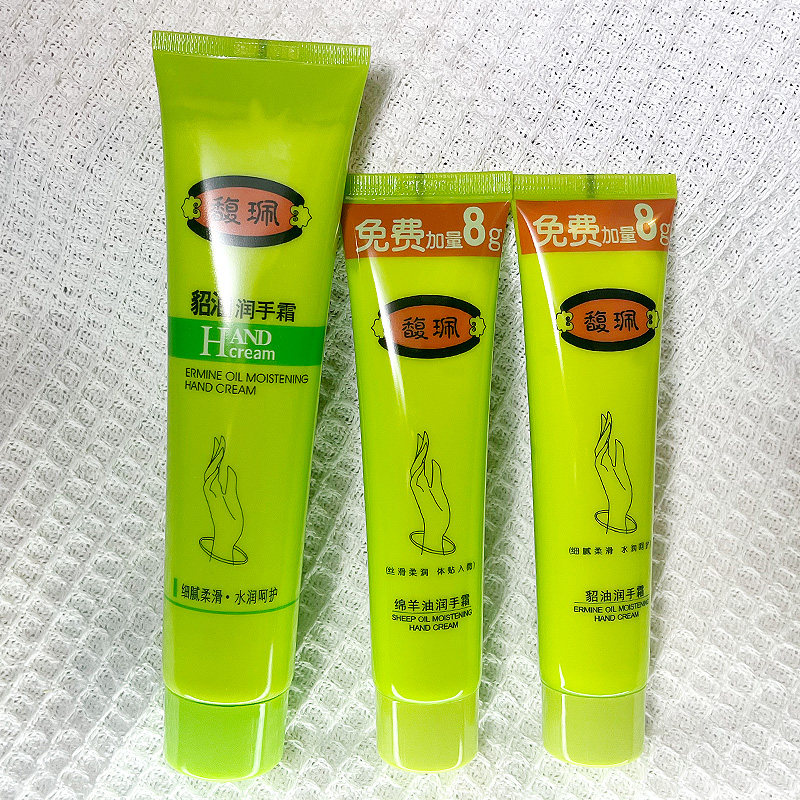 馥珮
貂油润手霜
HAND
cream
ERMINE OIL MOISTENING
HAND CREAM
细腻柔滑·水润呵护
免费加量8g
馥珮
(丝滑柔润 体贴入微)
绵羊油润手霜
SHEEP OIL MOISTENING
HAND CREAM
免费加量8g
馥珮
(细腻柔滑 水润呵护
貂油润手霜
ERMINE OIL MOISTENING
HAND CREAM